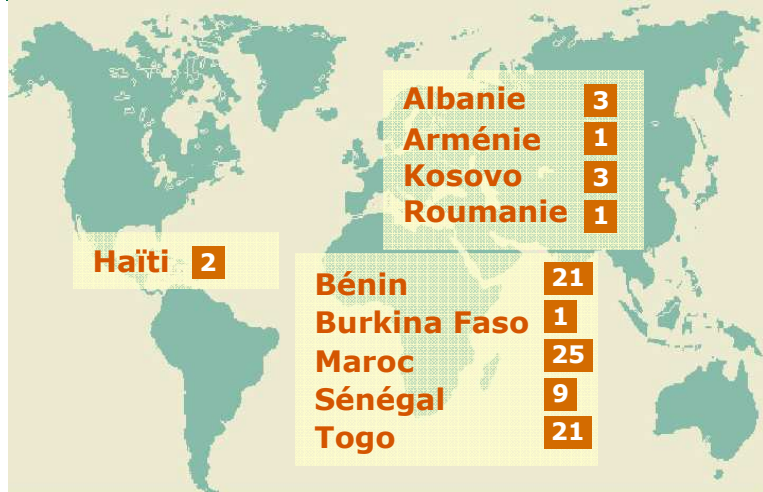 Albanie 3
Arménie 1
Kosovo 3
Roumanie 1
Haïti 2
Bénin 21
Burkina Faso 1
Maroc 25
Sénégal 9
Togo 21